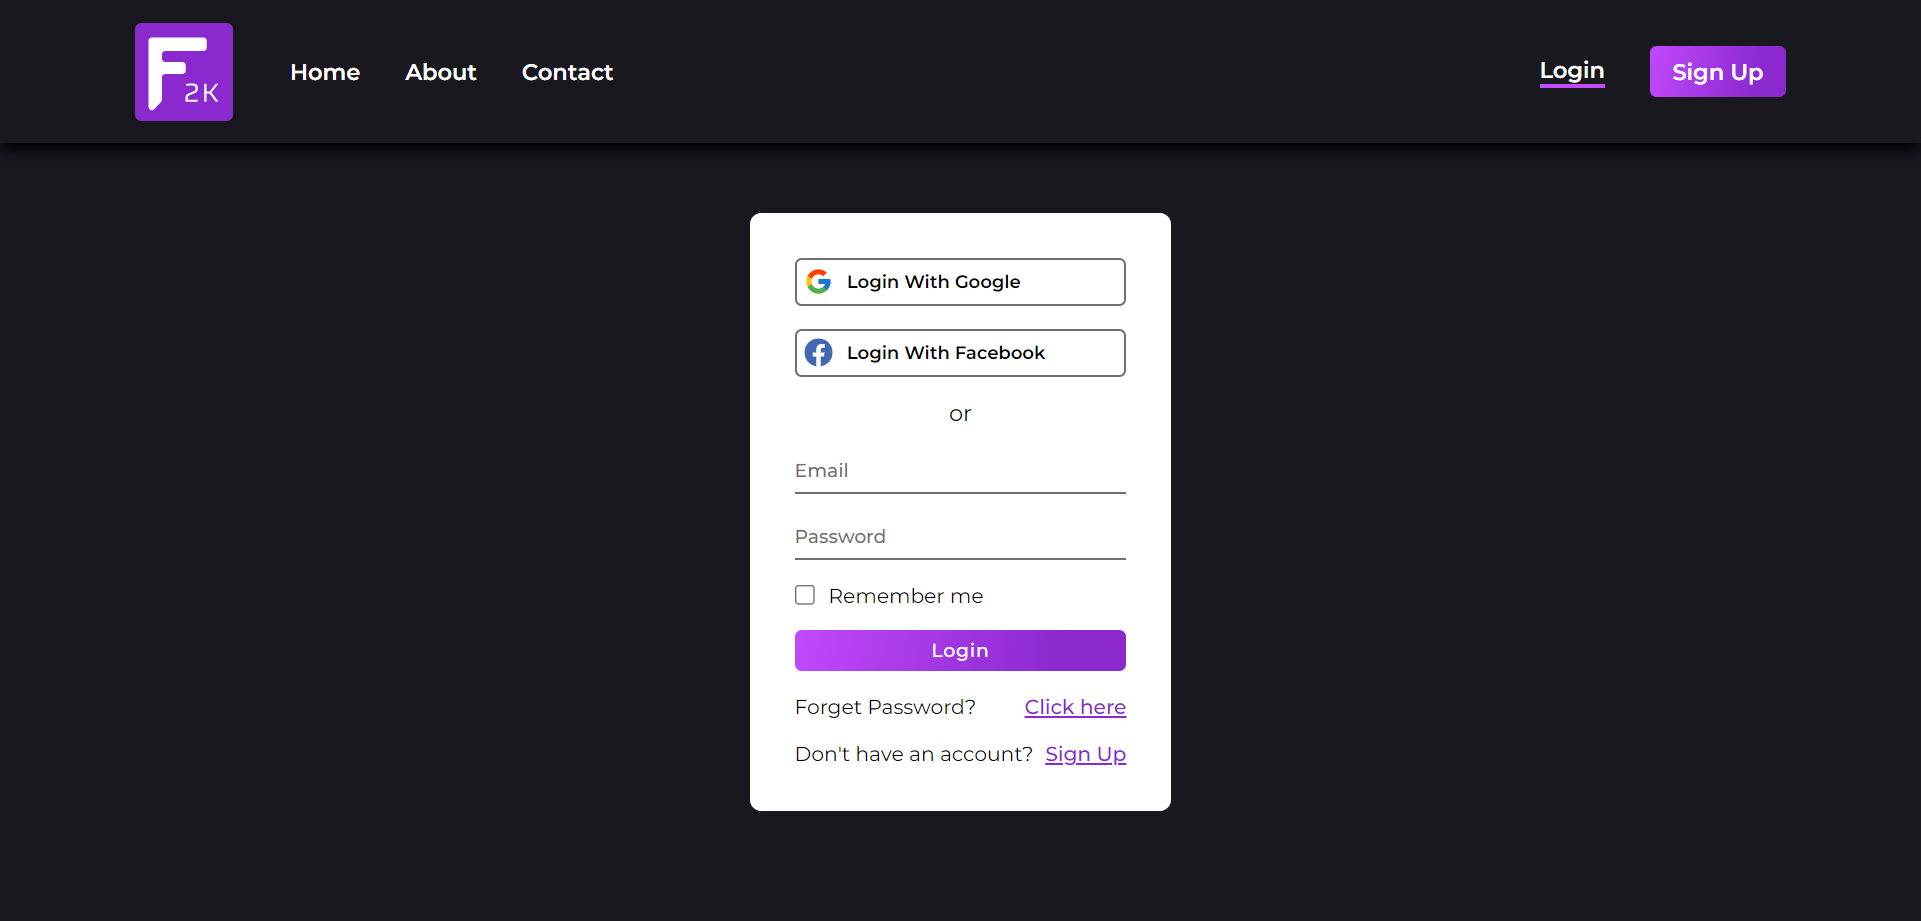 F 2K Home About Contact Login Sign Up
Login With Google
Login With Facebook
or
Email
Password
Remember me
Login
Forget Password? Click here
Don't have an account? Sign Up